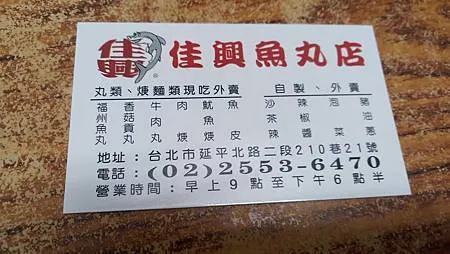 佳興
佳興魚丸店
丸類、焿麵類現吃外賣
福州魚丸
香菇貢丸
牛肉丸
肉焿
魷魚焿
魚皮
自製、外賣
沙茶辣
辣椒醬
泡菜
豬油蔥
地址：台北市延平北路二段210巷21號
電話：(02)2553-6470
營業時間：早上9點至下午6點半